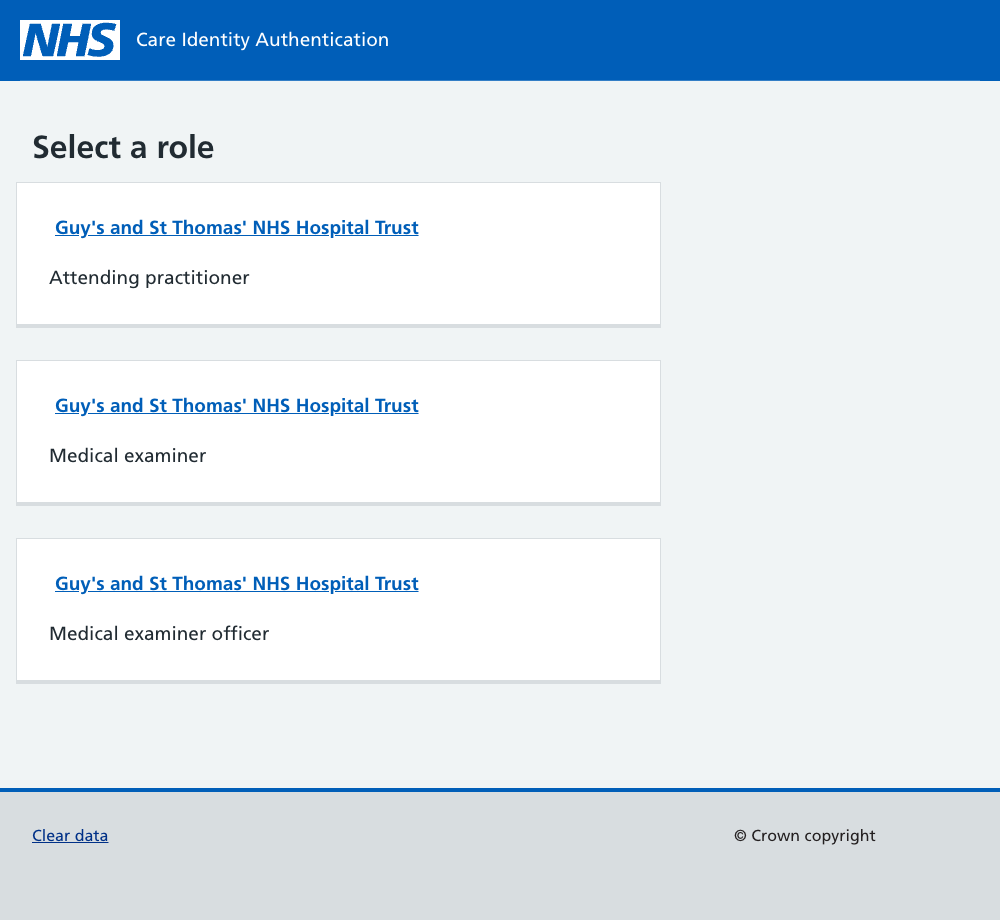 NHS Care Identity Authentication
Select a role
Guy's and St Thomas' NHS Hospital Trust
Attending practitioner
Guy's and St Thomas' NHS Hospital Trust
Medical examiner
Guy's and St Thomas' NHS Hospital Trust
Medical examiner officer
Clear data
© Crown copyright